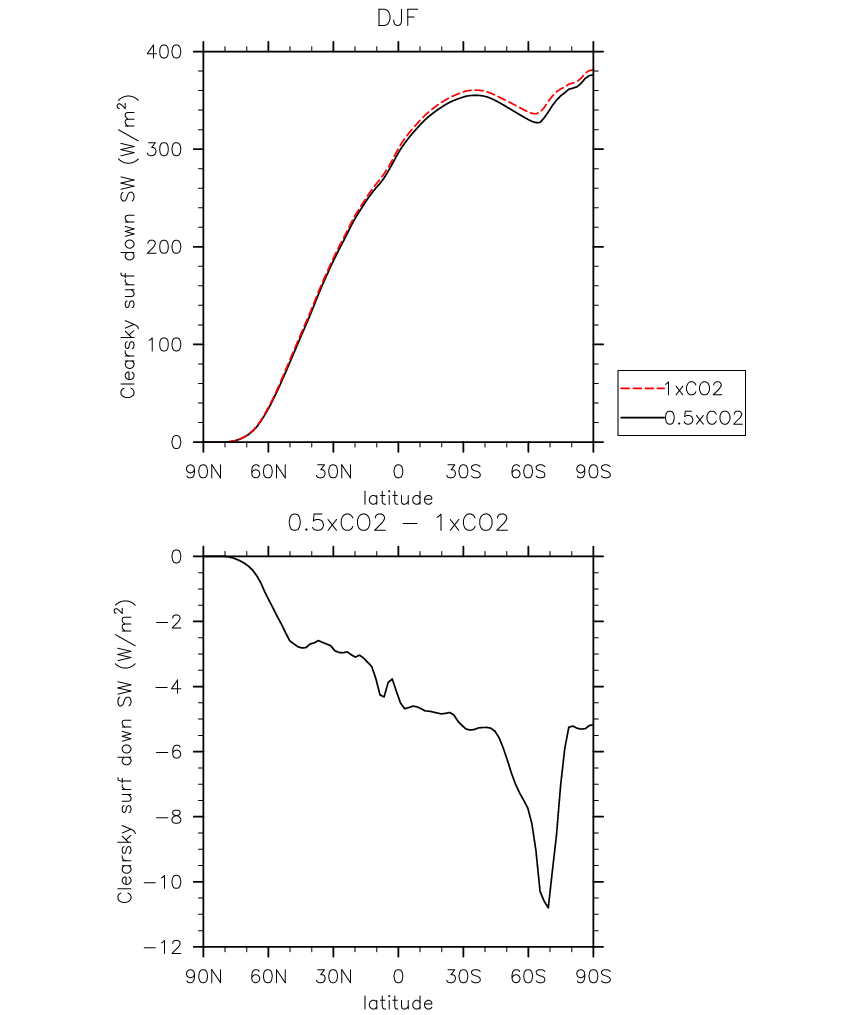 DJF
Clearsky surf down SW (W/m²)
400
300
200
100
0
90N 60N 30N 0 30S 60S 90S
latitude
1xCO2
0.5xCO2
0.5xCO2 − 1xCO2
Clearsky surf down SW (W/m²)
0
−2
−4
−6
−8
−10
−12
90N 60N 30N 0 30S 60S 90S
latitude